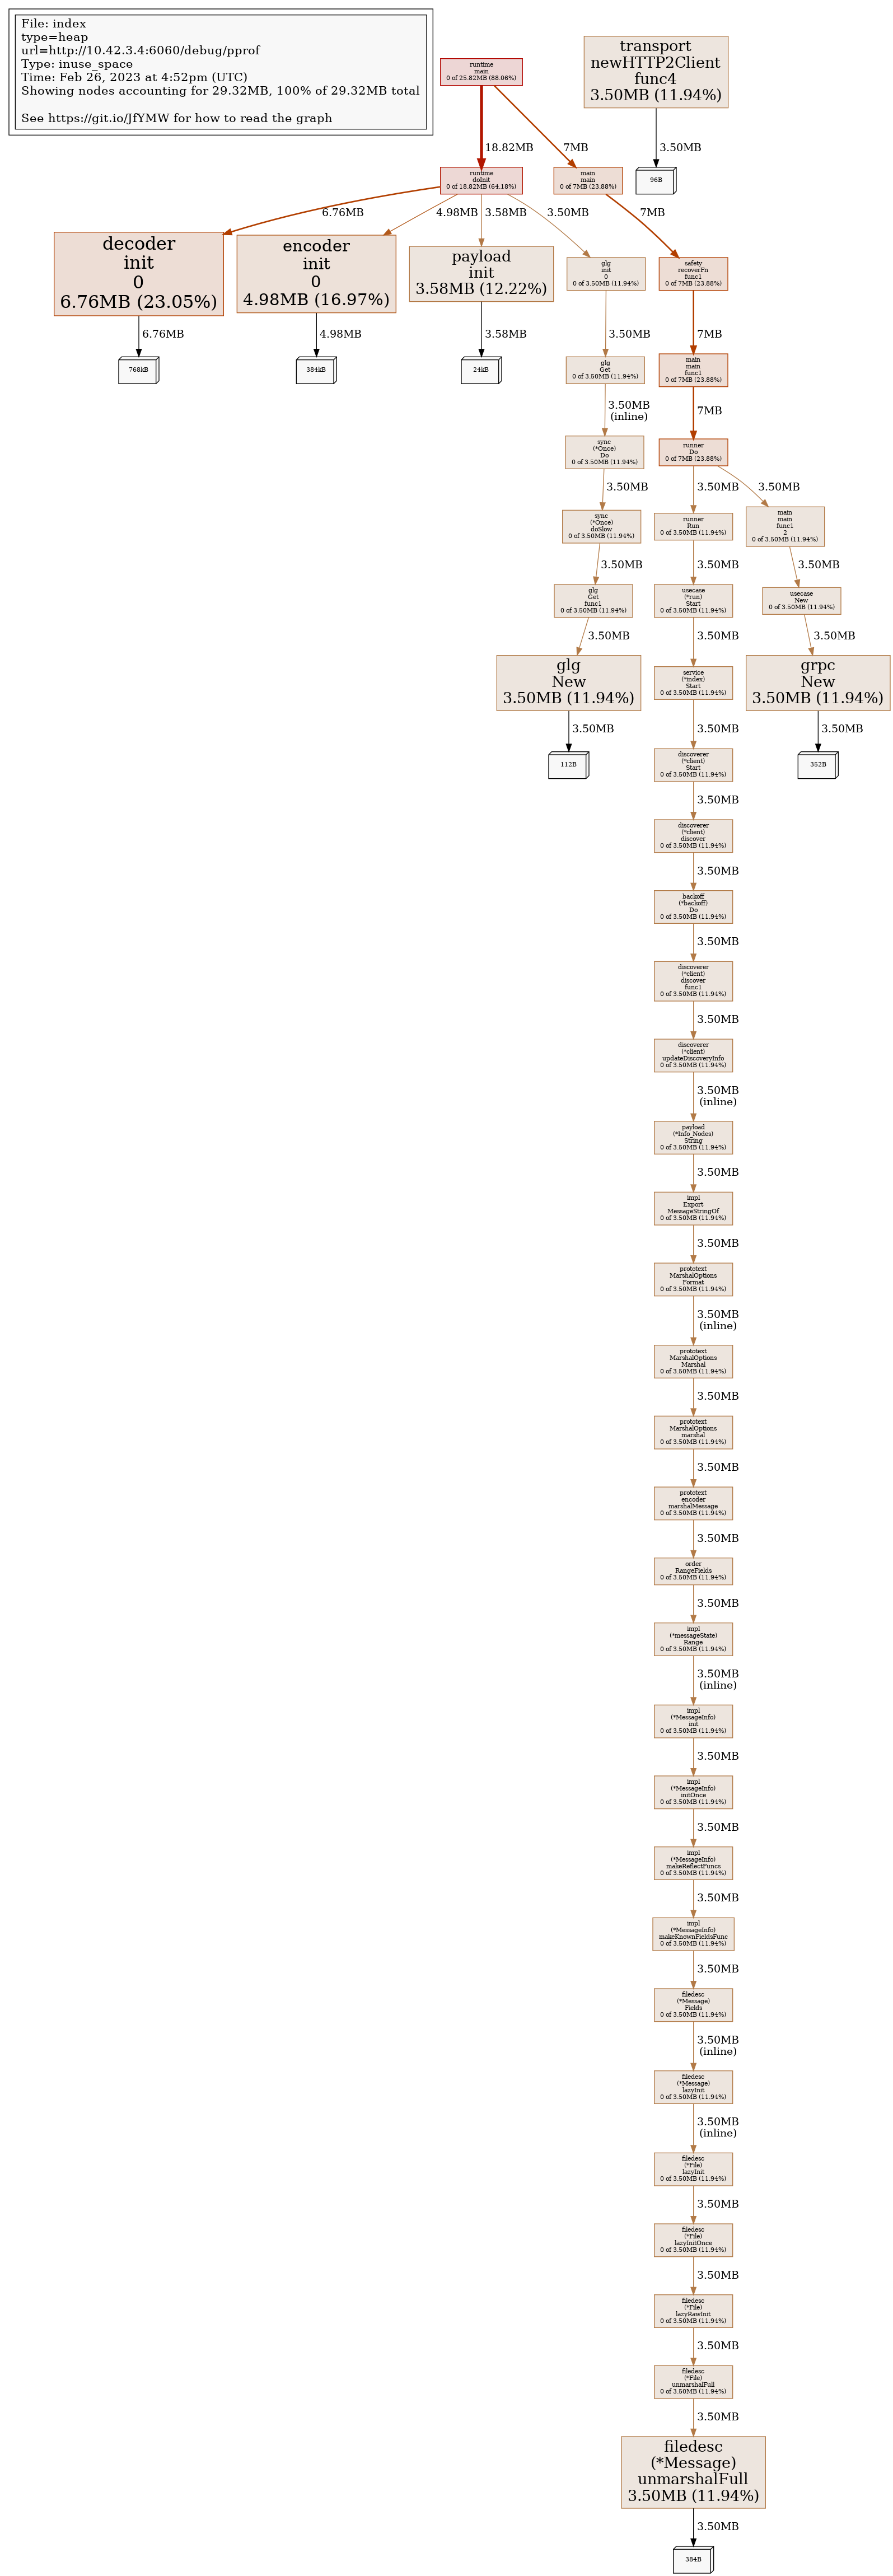 File: index
type=heap
url=http://10.42.3.4:6060/debug/pprof
Type: inuse_space
Time: Feb 26, 2023 at 4:52pm (UTC)
Showing nodes accounting for 29.32MB, 100% of 29.32MB total
See https://git.io/JfYMW for how to read the graph
runtime
main
0 of 25.82MB (88.06%)
transport
newHTTP2Client
func4
3.50MB (11.94%)
18.82MB
7MB
3.50MB
runtime
doInit
0 of 18.82MB (64.18%)
main
main
0 of 7MB (23.88%)
96B
6.76MB
4.98MB
3.58MB
3.50MB
7MB
decoder
init
0
6.76MB (23.05%)
encoder
init
0
4.98MB (16.97%)
payload
init
3.58MB (12.22%)
glg
init
0
0 of 3.50MB (11.94%)
safety
recoverFn
func1
0 of 7MB (23.88%)
6.76MB
4.98MB
3.58MB
3.50MB
7MB
768kB
384kB
24kB
glg
Get
0 of 3.50MB (11.94%)
main
main
func1
0 of 7MB (23.88%)
3.50MB
(inline)
7MB
sync
(*Once)
Do
0 of 3.50MB (11.94%)
runner
Do
0 of 7MB (23.88%)
3.50MB
3.50MB
3.50MB
sync
(*Once)
doSlow
0 of 3.50MB (11.94%)
runner
Run
0 of 3.50MB (11.94%)
main
main
func1
2
0 of 3.50MB (11.94%)
3.50MB
3.50MB
3.50MB
glg
Get
func1
0 of 3.50MB (11.94%)
usecase
(*run)
Start
0 of 3.50MB (11.94%)
usecase
New
0 of 3.50MB (11.94%)
3.50MB
3.50MB
3.50MB
glg
New
3.50MB (11.94%)
service
(*index)
Start
0 of 3.50MB (11.94%)
grpc
New
3.50MB (11.94%)
3.50MB
3.50MB
3.50MB
112B
discoverer
(*client)
Start
0 of 3.50MB (11.94%)
352B
3.50MB
discoverer
(*client)
discover
0 of 3.50MB (11.94%)
3.50MB
backoff
(*backoff)
Do
0 of 3.50MB (11.94%)
3.50MB
discoverer
(*client)
discover
func1
0 of 3.50MB (11.94%)
3.50MB
discoverer
(*client)
updateDiscoveryInfo
0 of 3.50MB (11.94%)
3.50MB
(inline)
payload
(*Info_Nodes)
String
0 of 3.50MB (11.94%)
3.50MB
impl
Export
MessageStringOf
0 of 3.50MB (11.94%)
3.50MB
prototext
MarshalOptions
Format
0 of 3.50MB (11.94%)
3.50MB
(inline)
prototext
MarshalOptions
Marshal
0 of 3.50MB (11.94%)
3.50MB
prototext
MarshalOptions
marshal
0 of 3.50MB (11.94%)
3.50MB
prototext
encoder
marshalMessage
0 of 3.50MB (11.94%)
3.50MB
order
RangeFields
0 of 3.50MB (11.94%)
3.50MB
impl
(*messageState)
Range
0 of 3.50MB (11.94%)
3.50MB
(inline)
impl
(*MessageInfo)
init
0 of 3.50MB (11.94%)
3.50MB
impl
(*MessageInfo)
initOnce
0 of 3.50MB (11.94%)
3.50MB
impl
(*MessageInfo)
makeReflectFuncs
0 of 3.50MB (11.94%)
3.50MB
impl
(*MessageInfo)
makeKnownFieldsFunc
0 of 3.50MB (11.94%)
3.50MB
filedesc
(*Message)
Fields
0 of 3.50MB (11.94%)
3.50MB
(inline)
filedesc
(*Message)
lazyInit
0 of 3.50MB (11.94%)
3.50MB
(inline)
filedesc
(*File)
lazyInit
0 of 3.50MB (11.94%)
3.50MB
filedesc
(*File)
lazyInitOnce
0 of 3.50MB (11.94%)
3.50MB
filedesc
(*File)
lazyRawInit
0 of 3.50MB (11.94%)
3.50MB
filedesc
(*File)
unmarshalFull
0 of 3.50MB (11.94%)
3.50MB
filedesc
(*Message)
unmarshalFull
3.50MB (11.94%)
3.50MB
384B